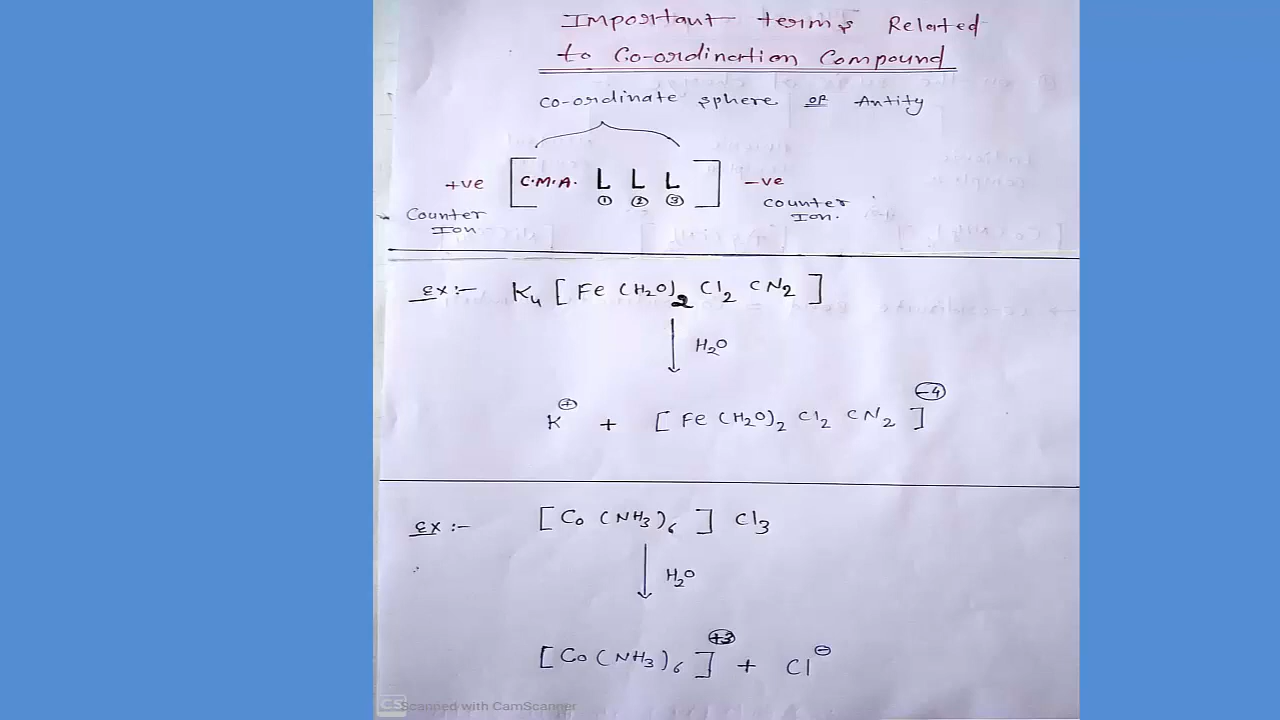 Important terms Related
to Co-ordination Compound
Co-ordinate sphere or Antity
+ve [C.M.A. L L L] -ve
① ② ③
Counter Ion
counter Ion.
Ex:- K₄ [Fe (H₂O)₂ Cl₂ CN₂]
↓ H₂O
K⊕ + [Fe (H₂O)₂ Cl₂ CN₂]⁻⁴
Ex:- [Co (NH₃)₆] Cl₃
↓ H₂O
[Co (NH₃)₆]⁺³ + Cl⊖
CS Scanned with CamScanner